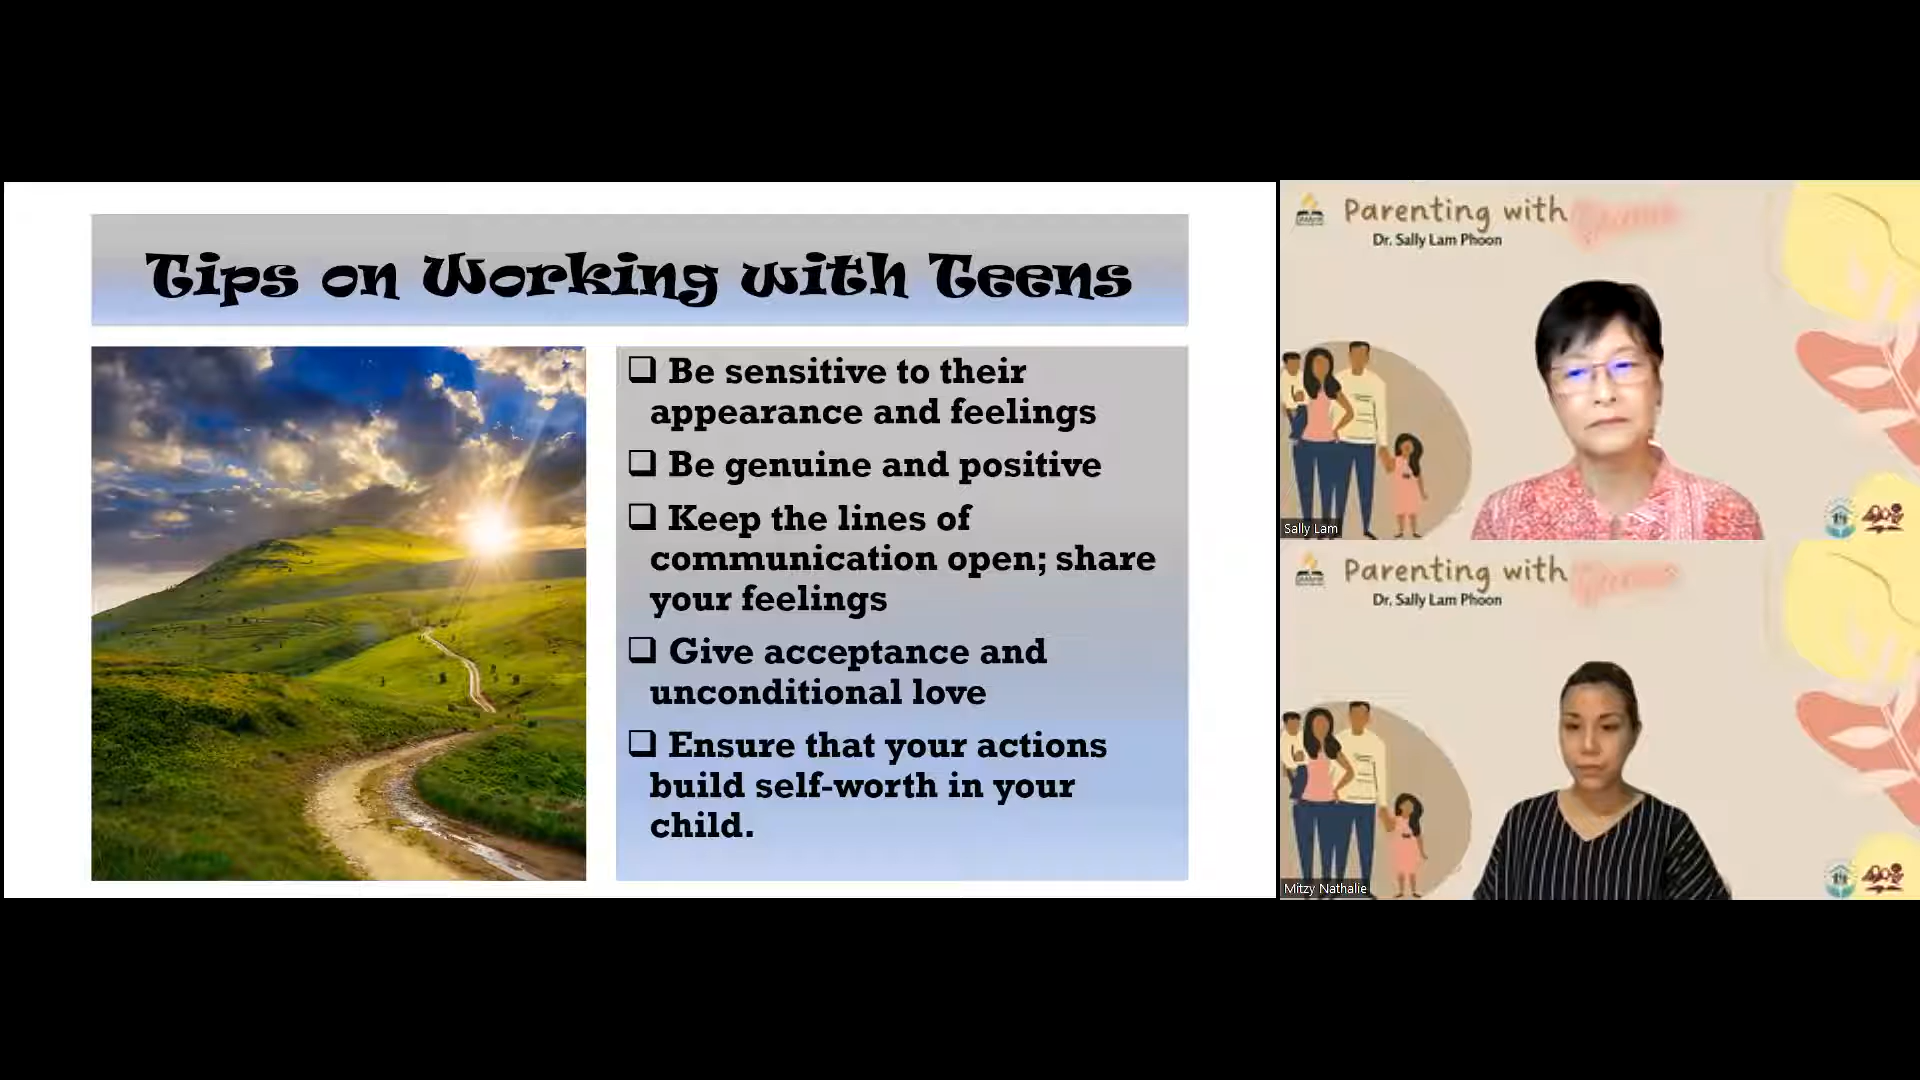 Tips on Working with Teens
❑ Be sensitive to their
appearance and feelings
❑ Be genuine and positive
❑ Keep the lines of
communication open; share
your feelings
❑ Give acceptance and
unconditional love
❑ Ensure that your actions
build self-worth in your
child.
Parenting with
Dr. Sally Lam Phoon
Sally Lam
Parenting with
Dr. Sally Lam Phoon
Mitzy Nathalie